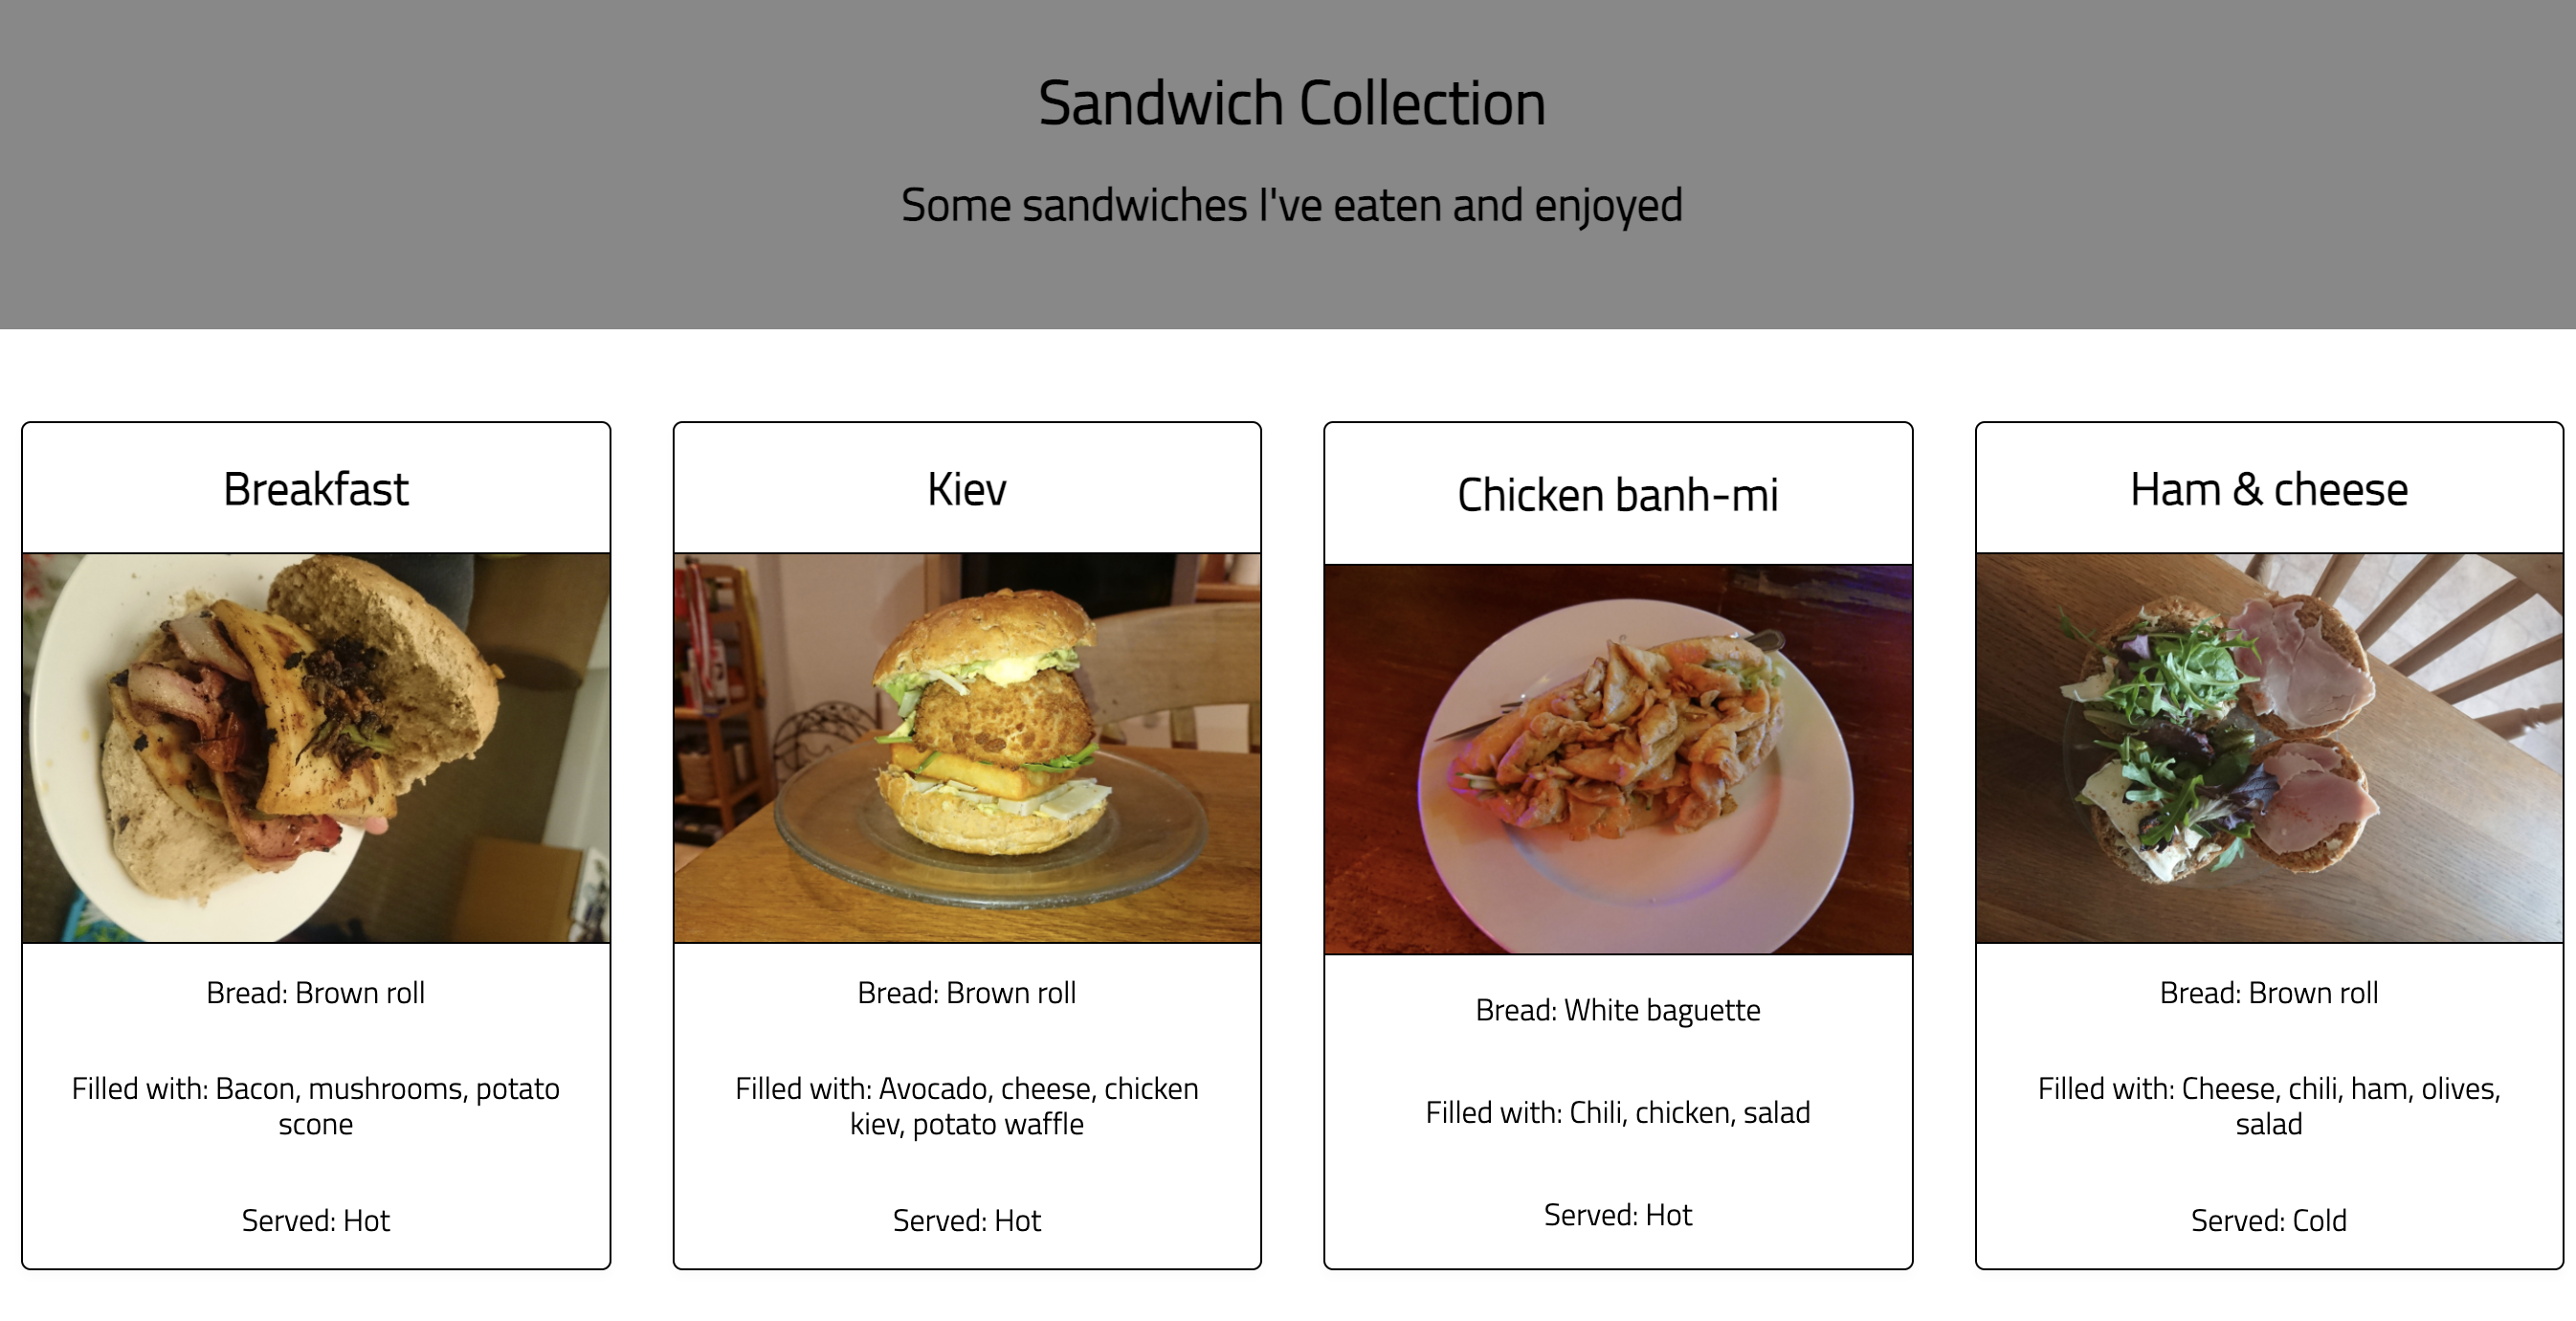 Sandwich Collection
Some sandwiches I've eaten and enjoyed
Breakfast
Bread: Brown roll
Filled with: Bacon, mushrooms, potato
scone
Served: Hot
Kiev
Bread: Brown roll
Filled with: Avocado, cheese, chicken
kiev, potato waffle
Served: Hot
Chicken banh-mi
Bread: White baguette
Filled with: Chili, chicken, salad
Served: Hot
Ham & cheese
Bread: Brown roll
Filled with: Cheese, chili, ham, olives,
salad
Served: Cold